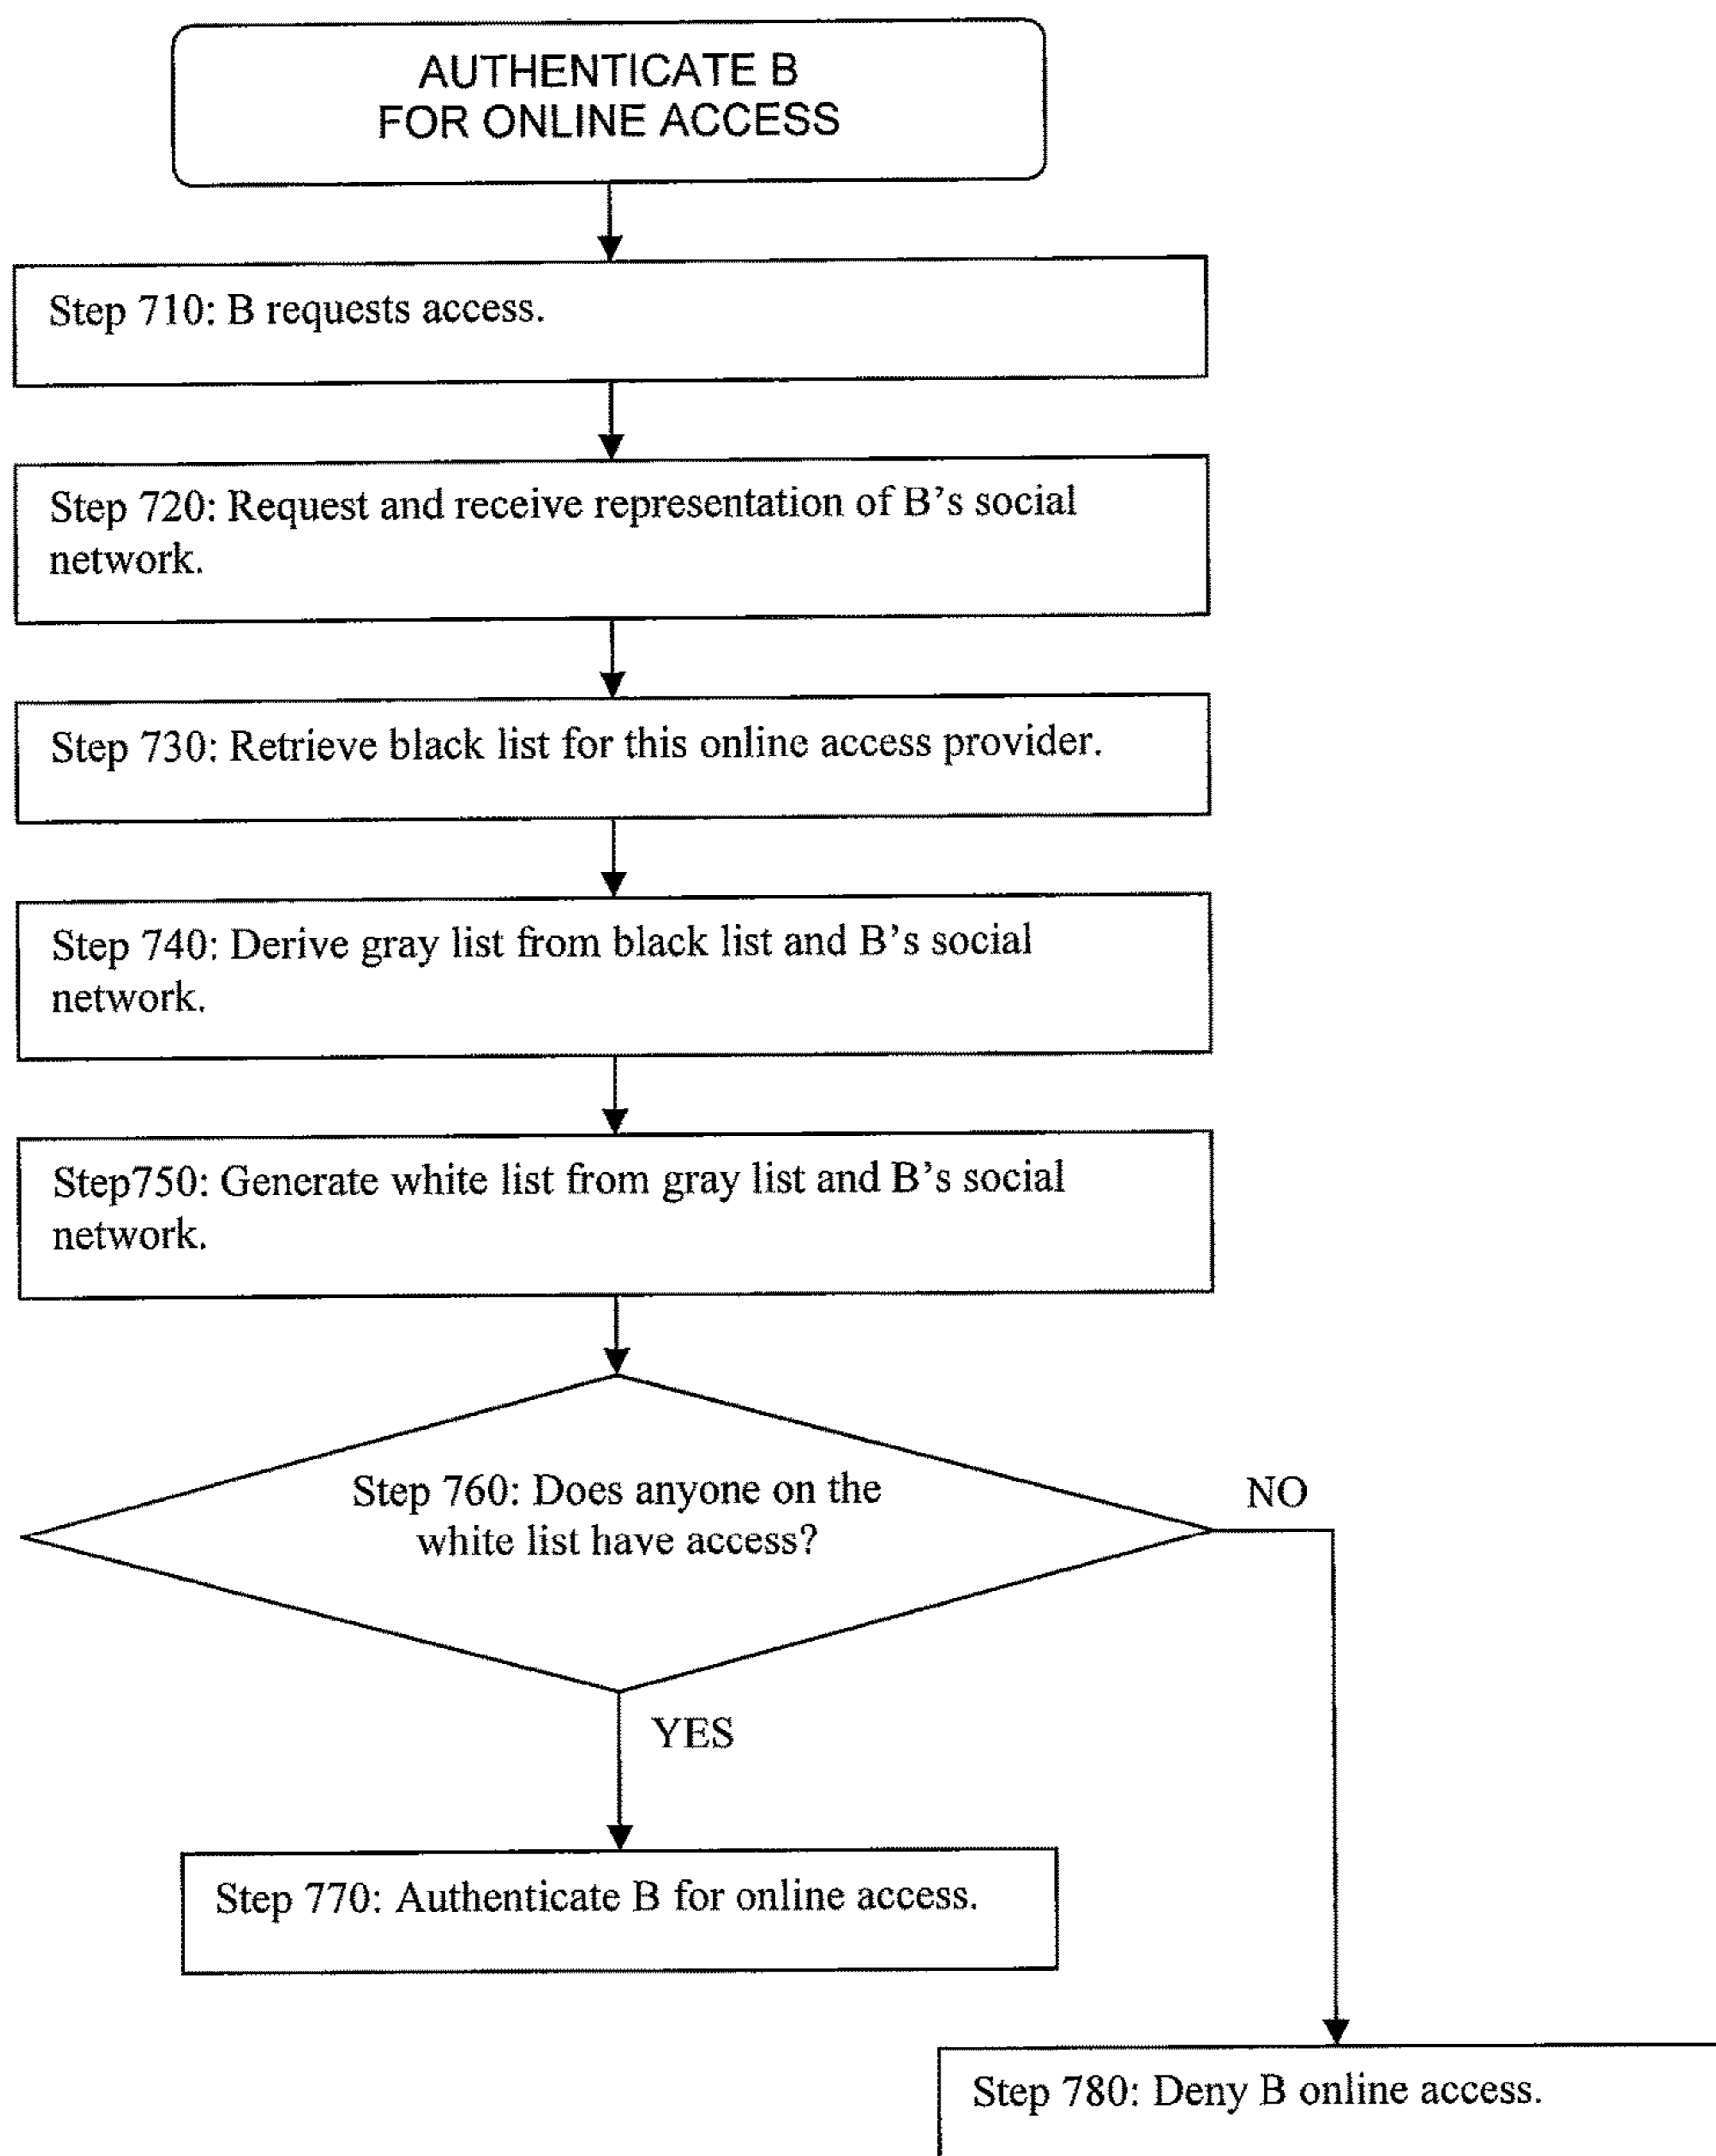 AUTHENTICATE B
FOR ONLINE ACCESS
Step 710: B requests access.
Step 720: Request and receive representation of B’s social
network.
Step 730: Retrieve black list for this online access provider.
Step 740: Derive gray list from black list and B’s social
network.
Step750: Generate white list from gray list and B’s social
network.
Step 760: Does anyone on the
white list have access?
NO
YES
Step 770: Authenticate B for online access.
Step 780: Deny B online access.